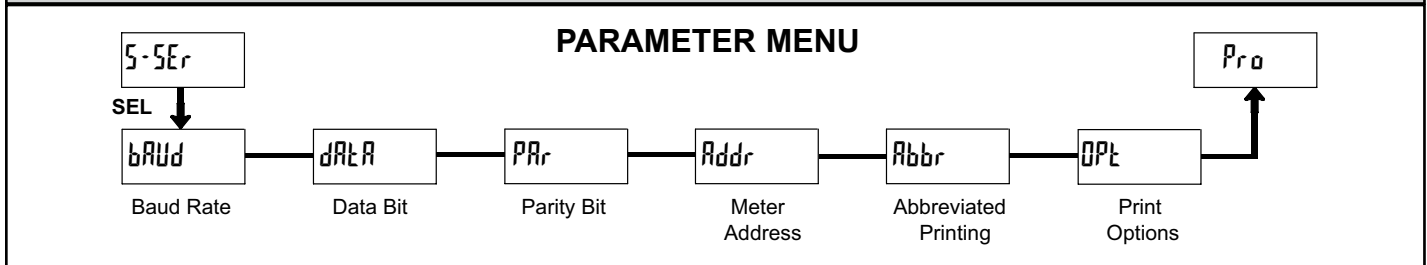 PARAMETER MENU
5-SEr
Pro
SEL
bAUd
dAtA
PAr
Addr
Abbr
OPt
Baud Rate
Data Bit
Parity Bit
Meter
Address
Abbreviated
Printing
Print
Options